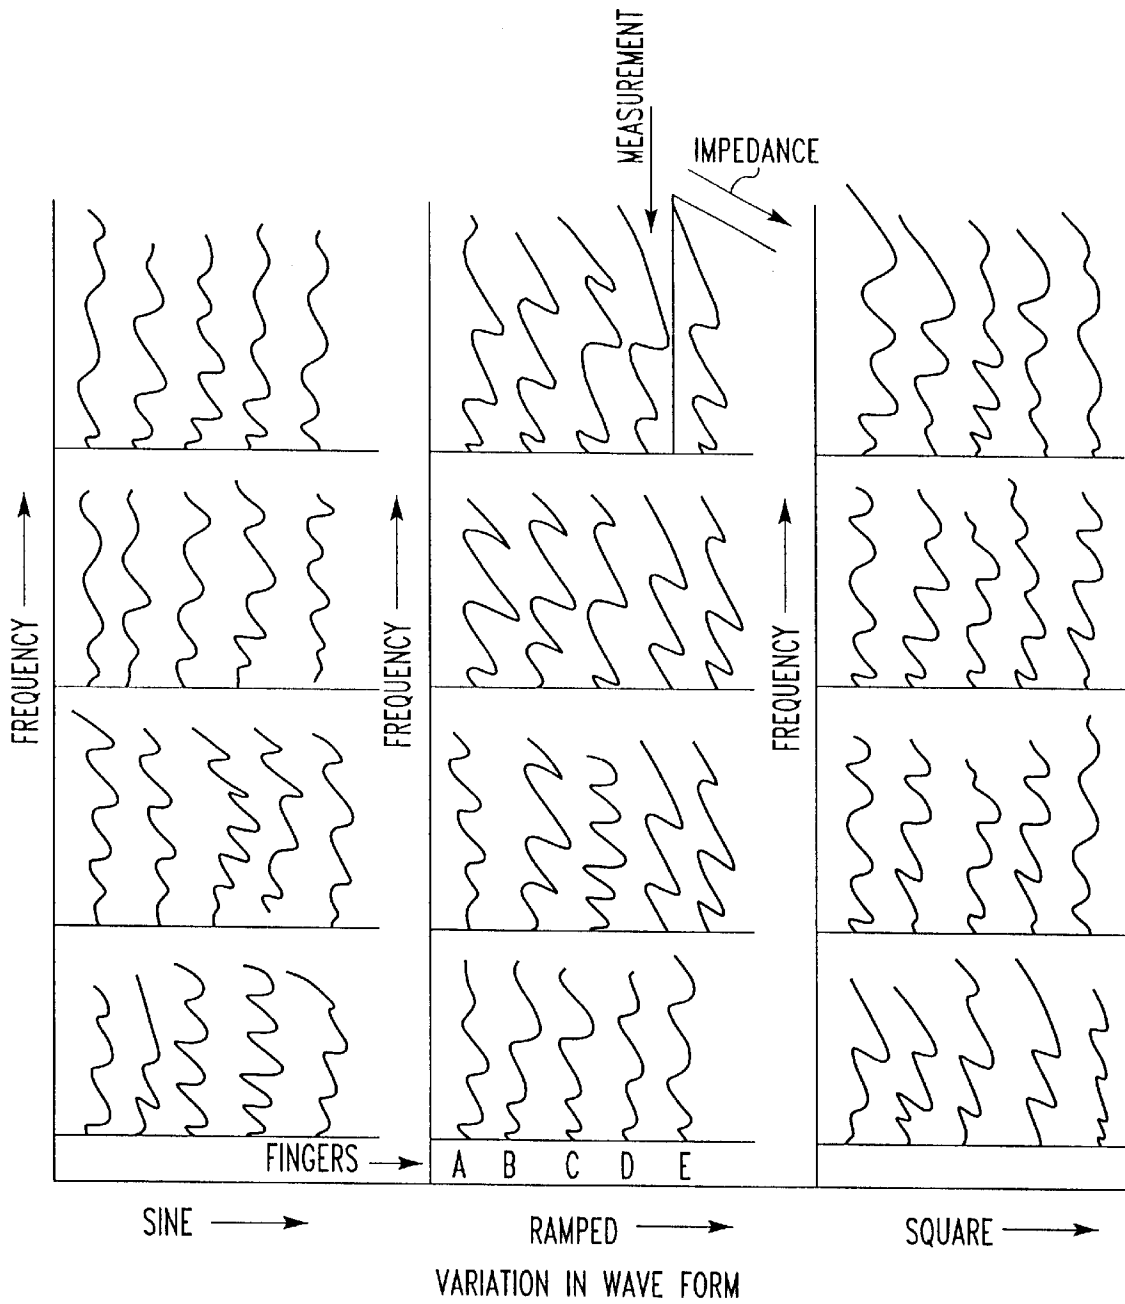 MEASUREMENT
IMPEDANCE
FREQUENCY
FREQUENCY
FREQUENCY
FINGERS
A B C D E
SINE
RAMPED
SQUARE
VARIATION IN WAVE FORM